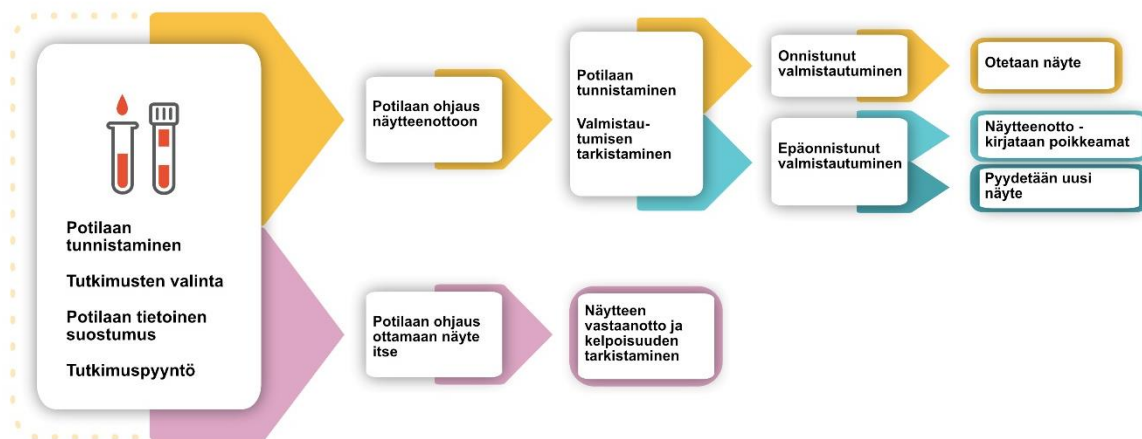 Potilaan
tunnistaminen
Tutkimusten valinta
Potilaan tietoinen
suostumus
Tutkimuspyyntö
Potilaan ohjaus
näytteenottoon
Potilaan
tunnistaminen
Valmistau-
tumisen
tarkistaminen
Onnistunut
valmistautuminen
Otetaan näyte
Epäonnistunut
valmistautuminen
Näytteenotto -
kirjataan poikkeamat
Pyydetään uusi
näyte
Potilaan ohjaus
ottamaan näyte
itse
Näytteen
vastaanotto ja
kelpoisuuden
tarkistaminen